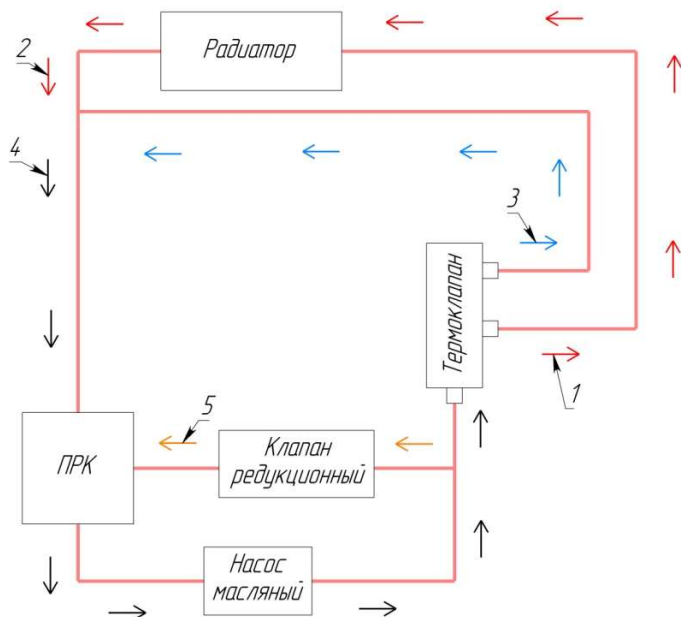 2
Радиатор
4
3
Термоклапан
1
5
ПРК
Клапан
редукционный
Насос
масляный